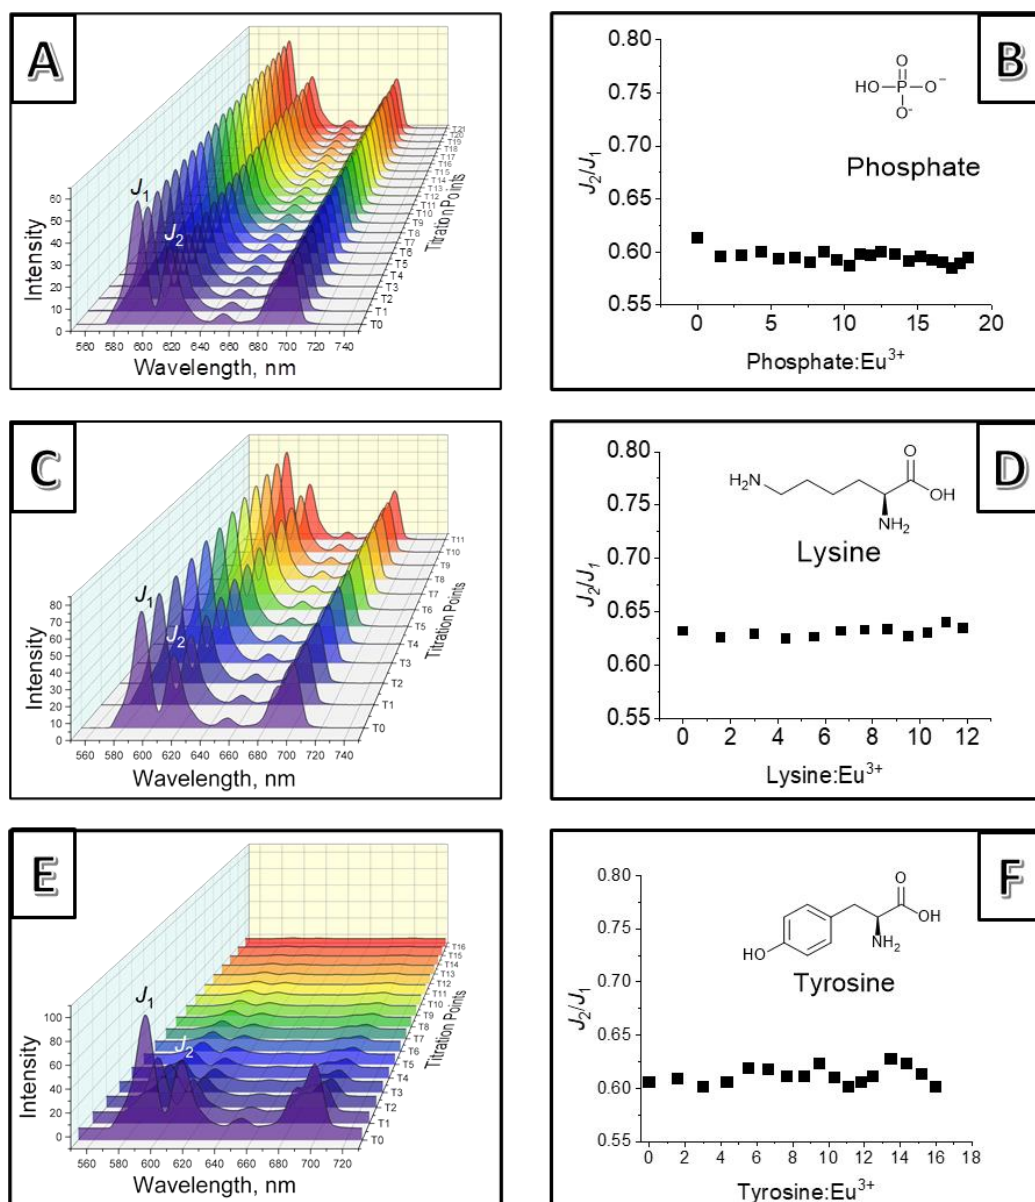 A
60
50
40
30
20
10
0
Intensity
J1
J2
560 580 600 620 640 660 680 700 720 740
Wavelength, nm
T0
T1
T2
T3
T4
T5
T6
T7
T8
T9
T10
T11
T12
T13
T14
T15
T16
T17
T18
T19
T20
T21
Titration Points
B
0.80
0.75
0.70
0.65
0.60
0.55
J2/J1
O
HO-P-O-
O-
Phosphate
0 5 10 15 20
Phosphate:Eu3+
C
80
70
60
50
40
30
20
10
0
Intensity
J1
J2
560 580 600 620 640 660 680 700 720 740
Wavelength, nm
T0
T1
T2
T3
T4
T5
T6
T7
T8
T9
T10
T11
Titration Points
D
0.80
0.75
0.70
0.65
0.60
0.55
J2/J1
O
H2N
OH
NH2
Lysine
0 2 4 6 8 10 12
Lysine:Eu3+
E
100
80
60
40
20
0
Intensity
J1
J2
560 580 600 620 640 660 680 700 720
Wavelength, nm
T0
T1
T2
T3
T4
T5
T6
T7
T8
T9
T10
T11
T12
T13
T14
T15
T16
Titration Points
F
0.80
0.75
0.70
0.65
0.60
0.55
J2/J1
O
OH
NH2
HO
Tyrosine
0 2 4 6 8 10 12 14 16 18
Tyrosine:Eu3+